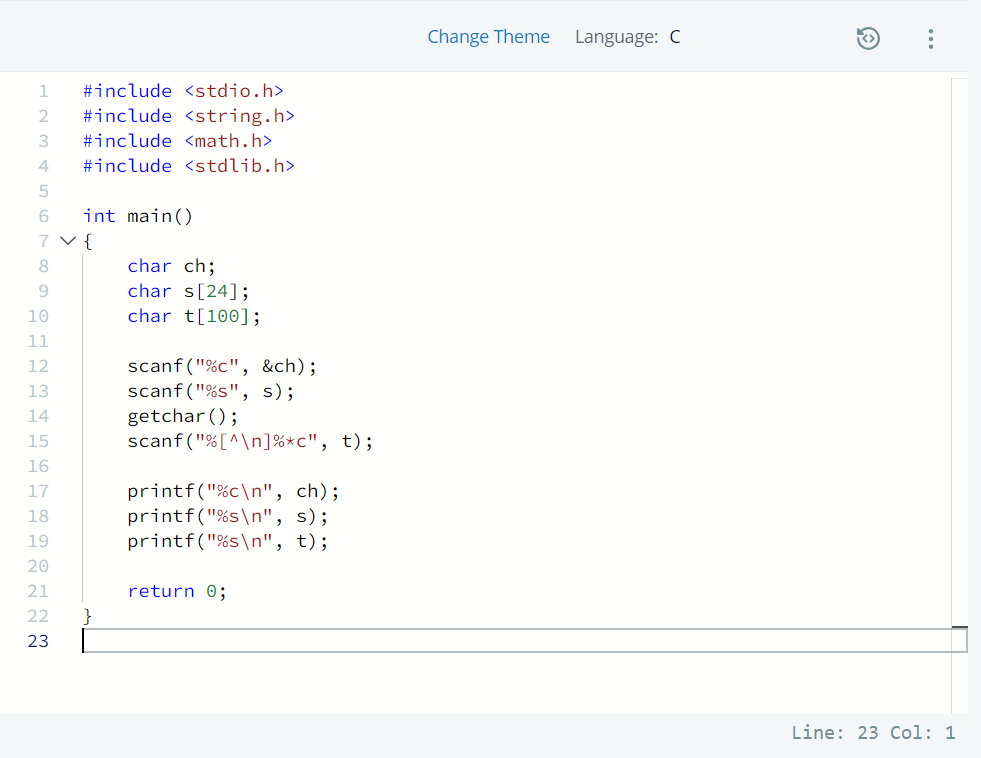 Change Theme Language: C
1 #include <stdio.h>
2 #include <string.h>
3 #include <math.h>
4 #include <stdlib.h>
5
6 int main()
7 {
8     char ch;
9     char s[24];
10     char t[100];
11
12     scanf("%c", &ch);
13     scanf("%s", s);
14     getchar();
15     scanf("%[^\n]%*c", t);
16
17     printf("%c\n", ch);
18     printf("%s\n", s);
19     printf("%s\n", t);
20
21     return 0;
22 }
23
Line: 23 Col: 1